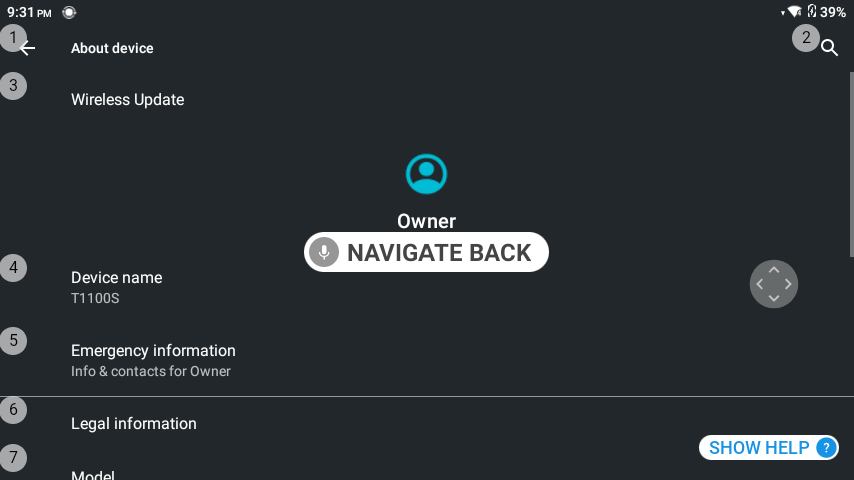 9:31 PM 39%
1 About device 2
3 Wireless Update
Owner
NAVIGATE BACK
4 Device name
T1100S
5 Emergency information
Info & contacts for Owner
6 Legal information
SHOW HELP ?
7 Model